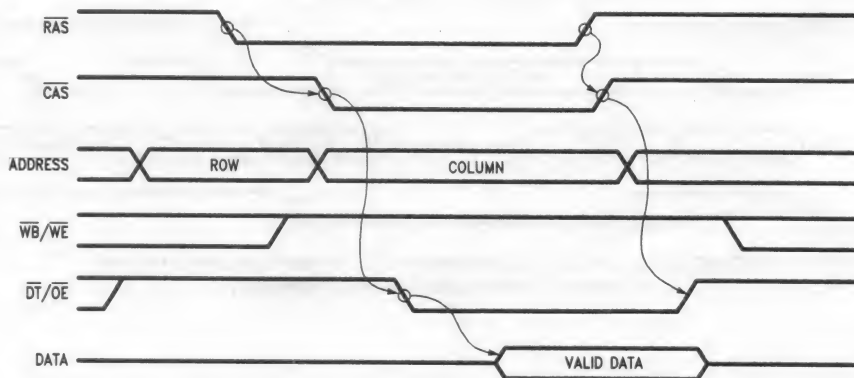 RAS
CAS
ADDRESS
ROW
COLUMN
WB/WE
DT/OE
DATA
VALID DATA